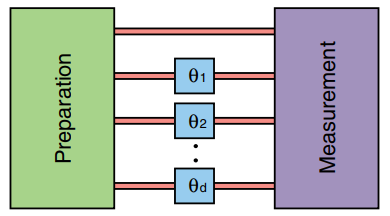 Preparation
θ1
θ2
θd
Measurement